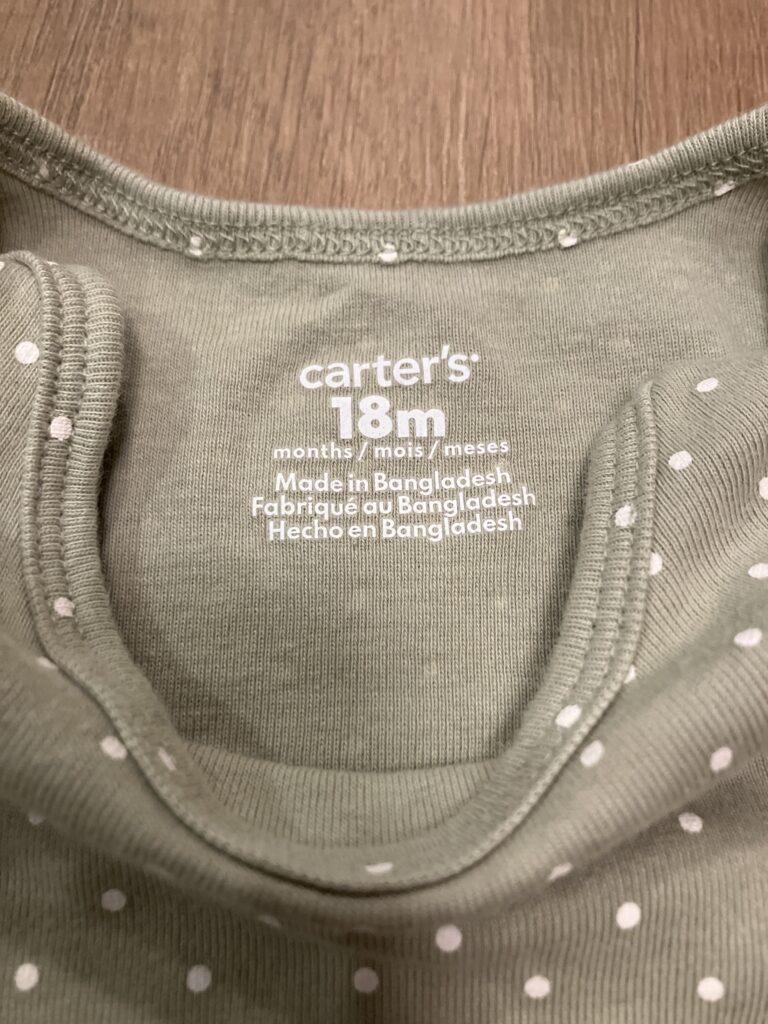 carter's
18m
months / mois / meses
Made in Bangladesh
Fabriqué au Bangladesh
Hecho en Bangladesh